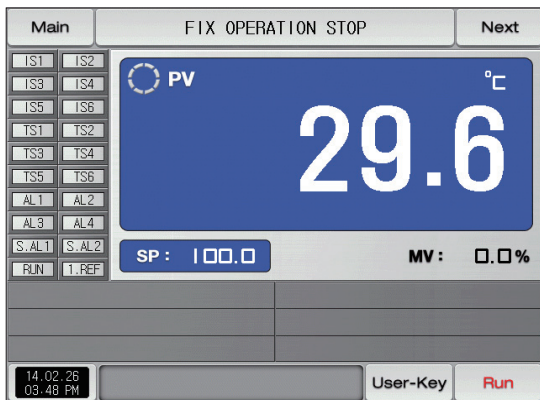 Main FIX OPERATION STOP Next
IS1 IS2
IS3 IS4
IS5 IS6
TS1 TS2
TS3 TS4
TS5 TS6
AL1 AL2
AL3 AL4
S.AL1 S.AL2
RUN 1.REF
PV °C
29.6
SP: 100.0 MV: 0.0%
14.02.26
03:48 PM
User-Key Run